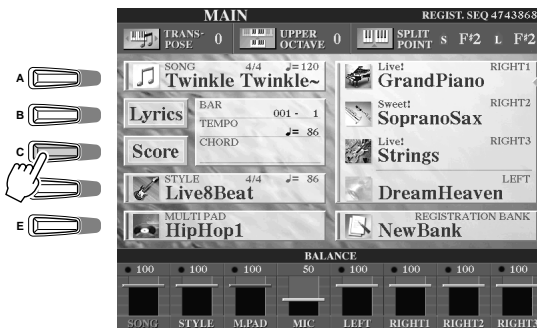 MAIN
REGIST. SEQ 4743868
TRANS-
POSE 0
UPPER
OCTAVE 0
SPLIT
POINT S F#2 L F#2
SONG 4/4 ♩=120
Twinkle Twinkle~
Lyrics
Score
BAR 001 - 1
TEMPO ♩= 86
CHORD
STYLE 4/4 ♩= 86
Live8Beat
MULTI PAD
HipHop1
Live! RIGHT1
GrandPiano
Sweet! RIGHT2
SopranoSax
Live! RIGHT3
Strings
LEFT
DreamHeaven
REGISTRATION BANK
NewBank
A
B
C
E
BALANCE
100 100 100 50 100 100 100 100
SONG STYLE M.PAD MIC LEFT RIGHT1 RIGHT2 RIGHT3